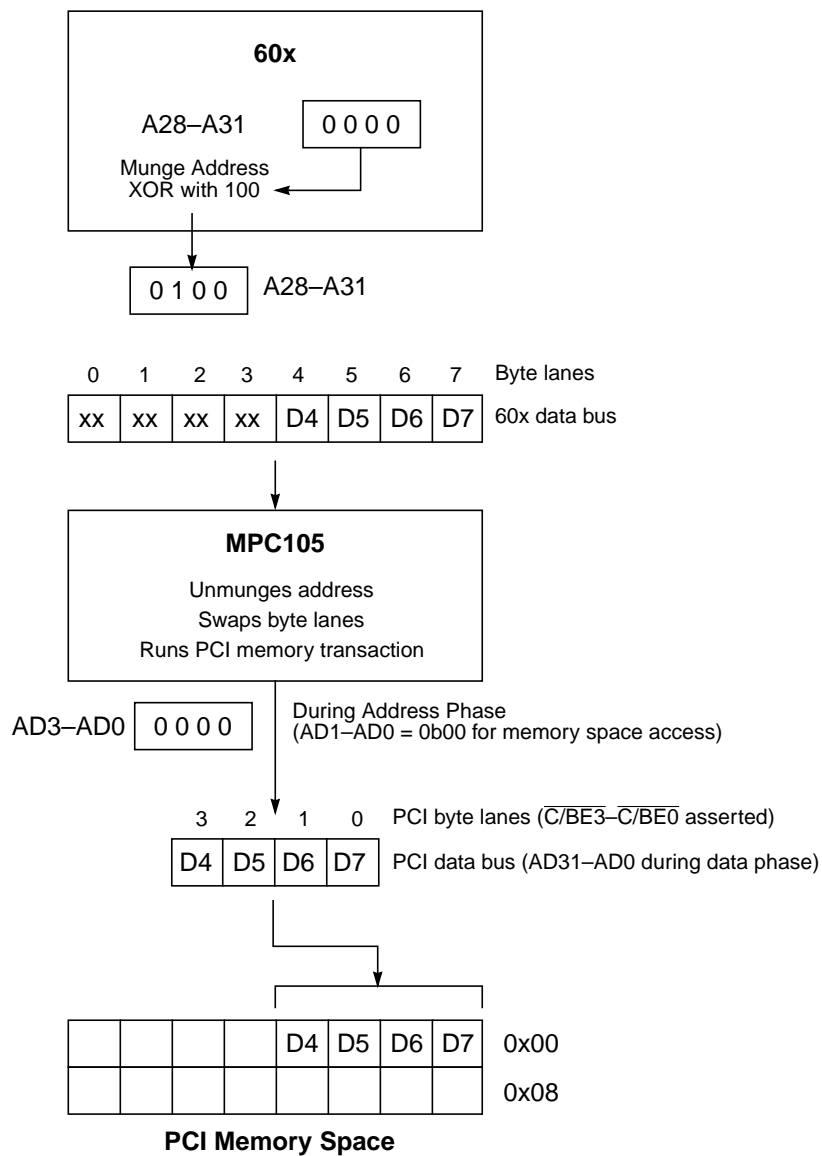 60x
A28–A31 0 0 0 0
Munge Address
XOR with 100
0 1 0 0 A28–A31
0 1 2 3 4 5 6 7 Byte lanes
xx xx xx xx D4 D5 D6 D7 60x data bus
MPC105
Unmunges address
Swaps byte lanes
Runs PCI memory transaction
AD3–AD0 0 0 0 0
During Address Phase
(AD1–AD0 = 0b00 for memory space access)
3 2 1 0 PCI byte lanes (C/BE3–C/BE0 asserted)
D4 D5 D6 D7 PCI data bus (AD31–AD0 during data phase)
D4 D5 D6 D7 0x00
0x08
PCI Memory Space